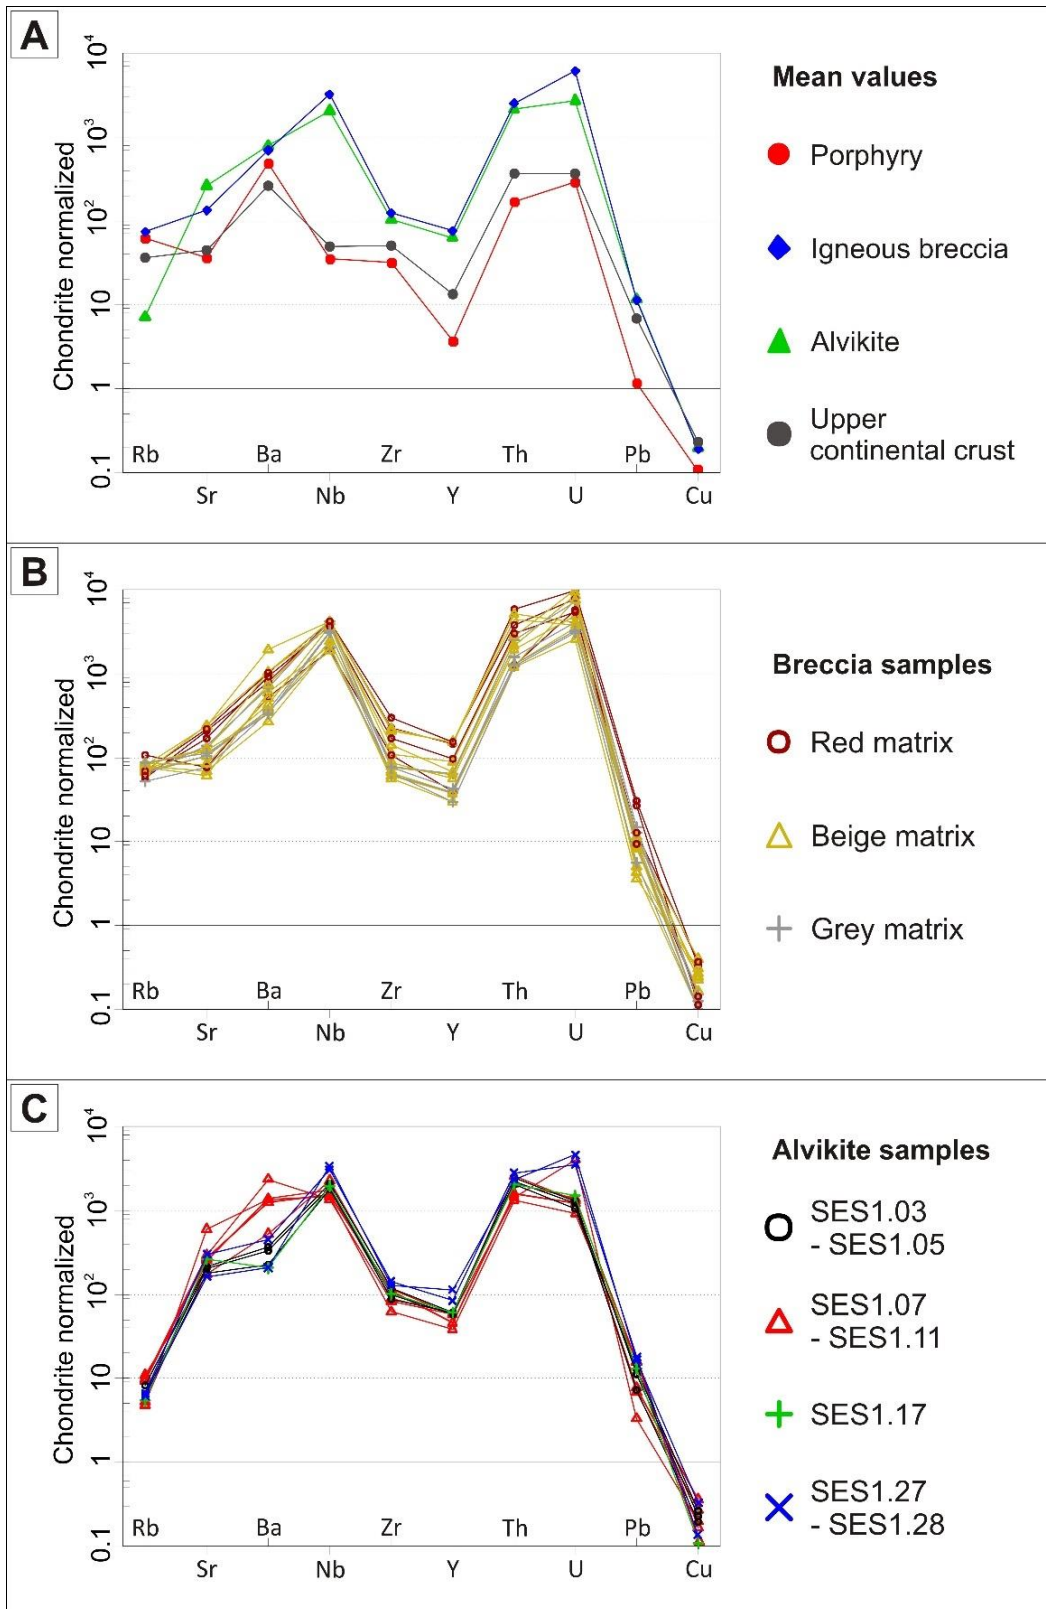 A
Chondrite normalized
10⁴
10³
10²
10
1
0.1
Rb
Ba
Zr
Th
Pb
Sr
Nb
Y
U
Cu
Mean values
Porphyry
Igneous breccia
Alvikite
Upper
continental crust
B
Chondrite normalized
10⁴
10³
10²
10
1
0.1
Rb
Ba
Zr
Th
Pb
Sr
Nb
Y
U
Cu
Breccia samples
Red matrix
Beige matrix
Grey matrix
C
Chondrite normalized
10⁴
10³
10²
10
1
0.1
Rb
Ba
Zr
Th
Pb
Sr
Nb
Y
U
Cu
Alvikite samples
SES1.03
- SES1.05
SES1.07
- SES1.11
SES1.17
SES1.27
- SES1.28